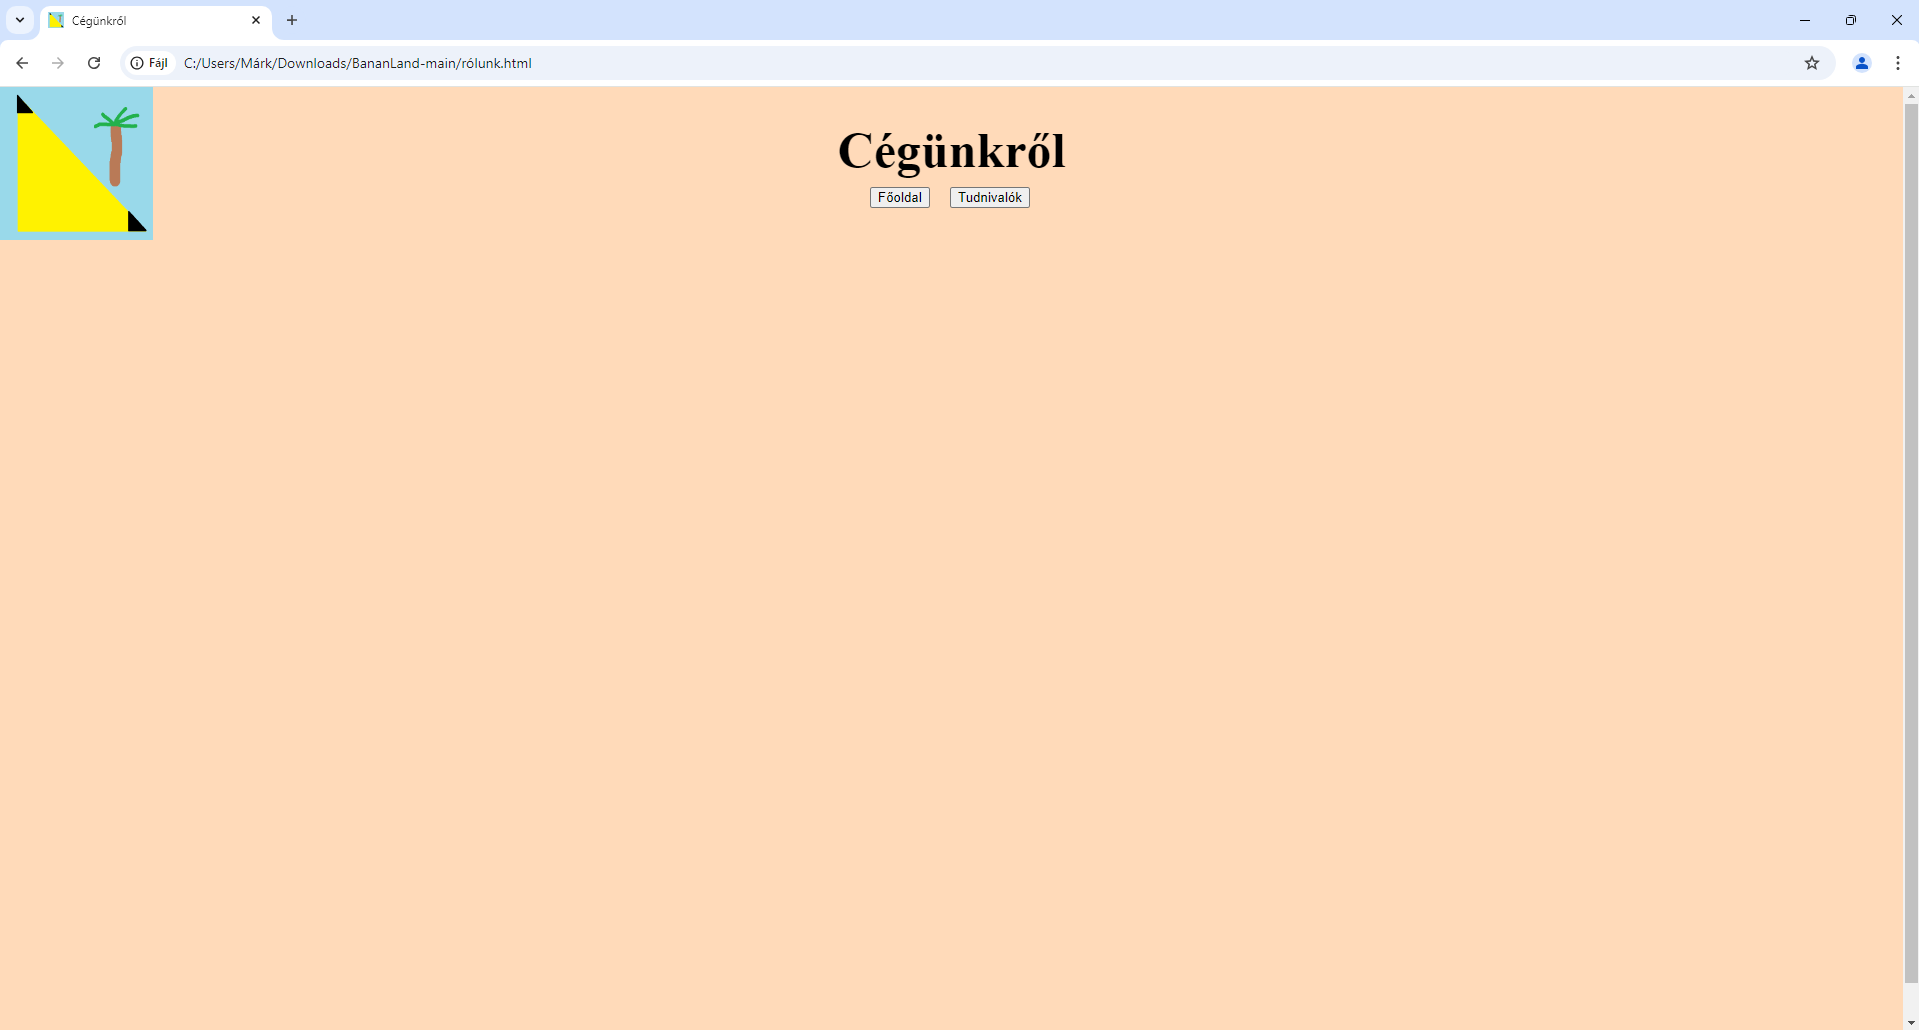 Cégünkről
Fájl
C:/Users/Márk/Downloads/BananLand-main/rólunk.html
Cégünkről
Főoldal
Tudnivalók